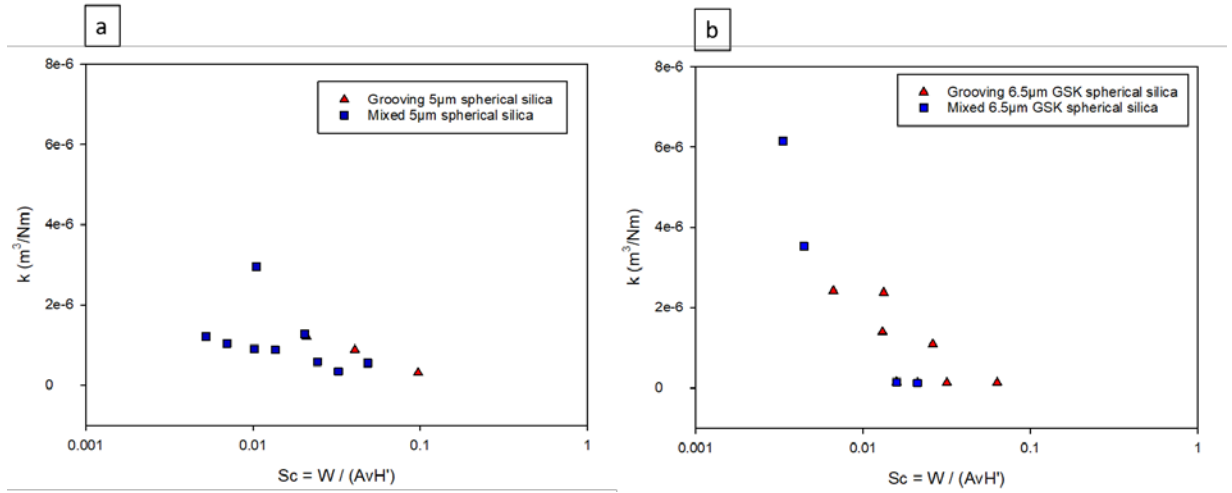 a
8e-6
6e-6
4e-6
2e-6
0
k (m³/Nm)
Grooving 5µm spherical silica
Mixed 5µm spherical silica
0.001
0.01
0.1
1
Sc = W / (AvH')
b
8e-6
6e-6
4e-6
2e-6
0
k (m³/Nm)
Grooving 6.5µm GSK spherical silica
Mixed 6.5µm GSK spherical silica
0.001
0.01
0.1
1
Sc = W / (AvH')